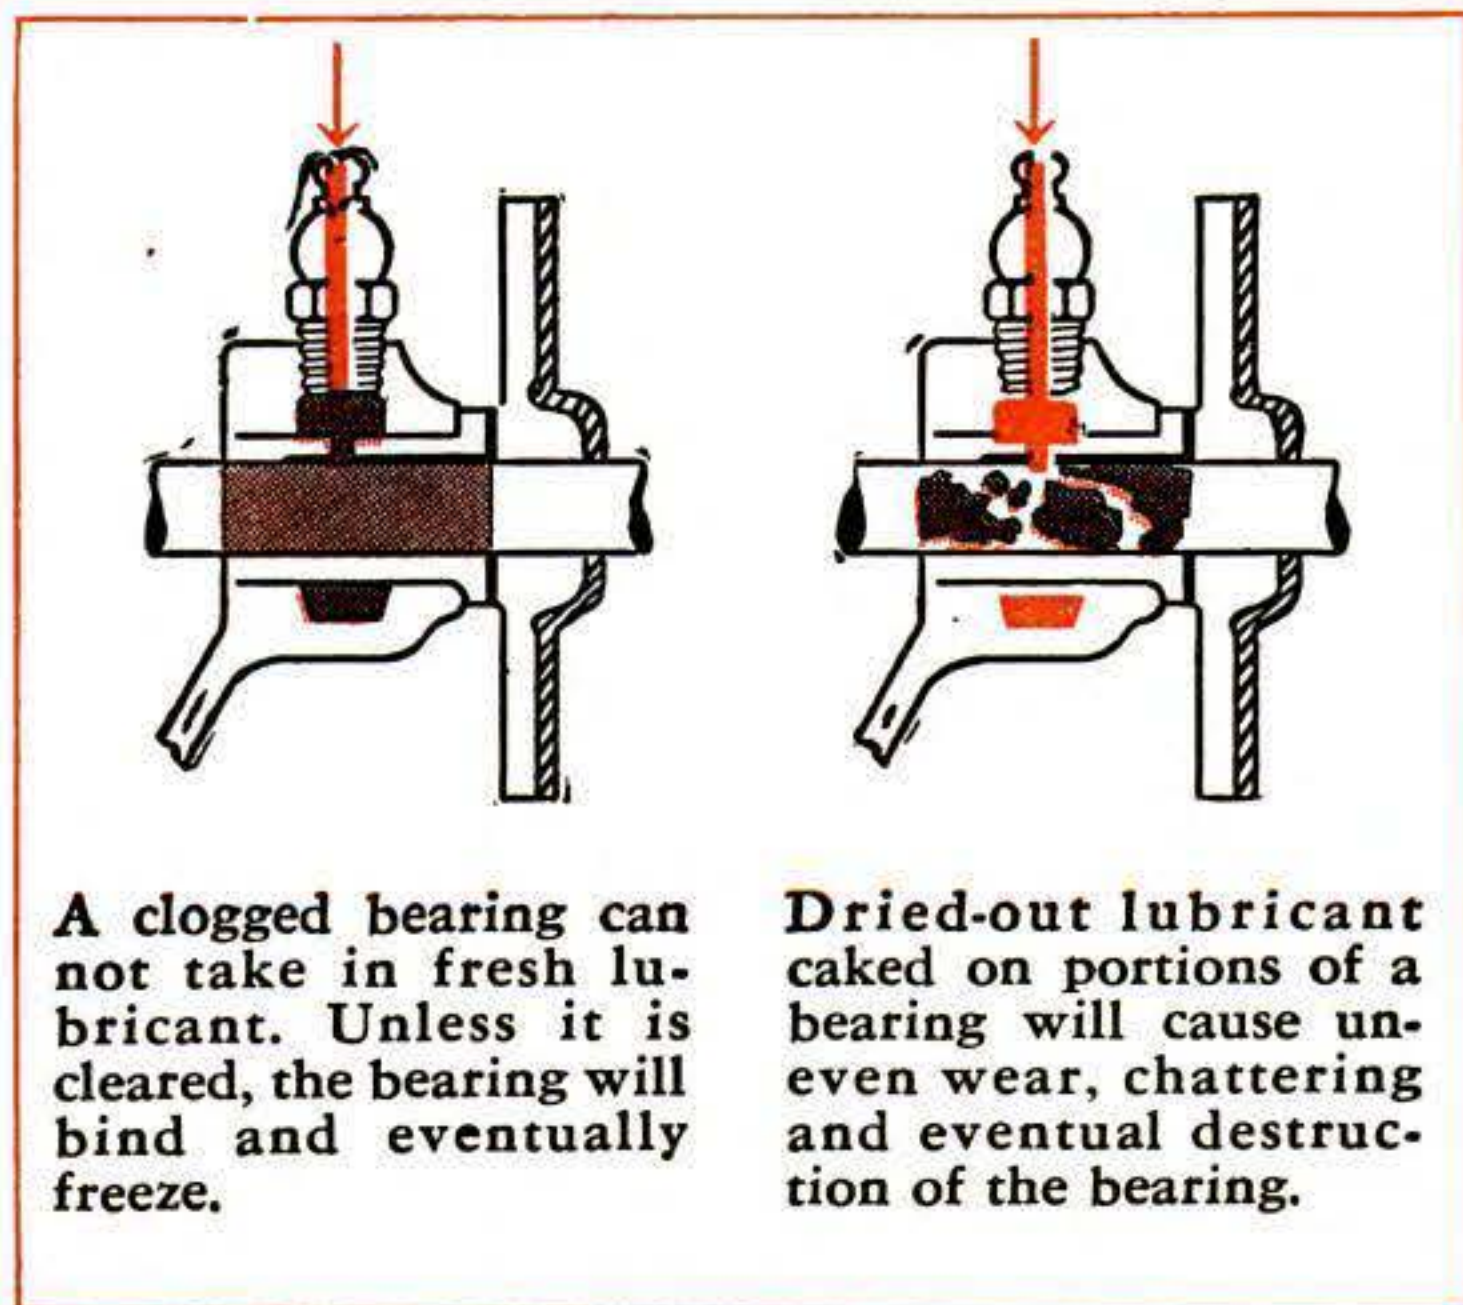 A clogged bearing can
not take in fresh lu-
bricant. Unless it is
cleared, the bearing will
bind and eventually
freeze.
Dried-out lubricant
caked on portions of a
bearing will cause un-
even wear, chattering
and eventual destruc-
tion of the bearing.